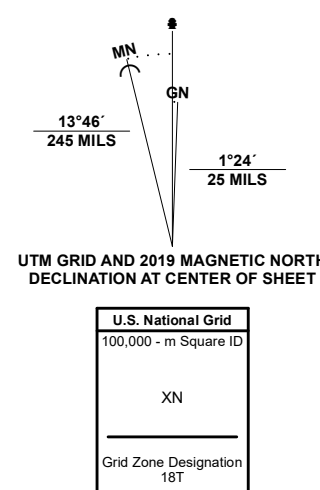 MN
GN
13°46´
245 MILS
1°24´
25 MILS
UTM GRID AND 2019 MAGNETIC NORTH
DECLINATION AT CENTER OF SHEET
U.S. National Grid
100,000 - m Square ID
XN
Grid Zone Designation
18T